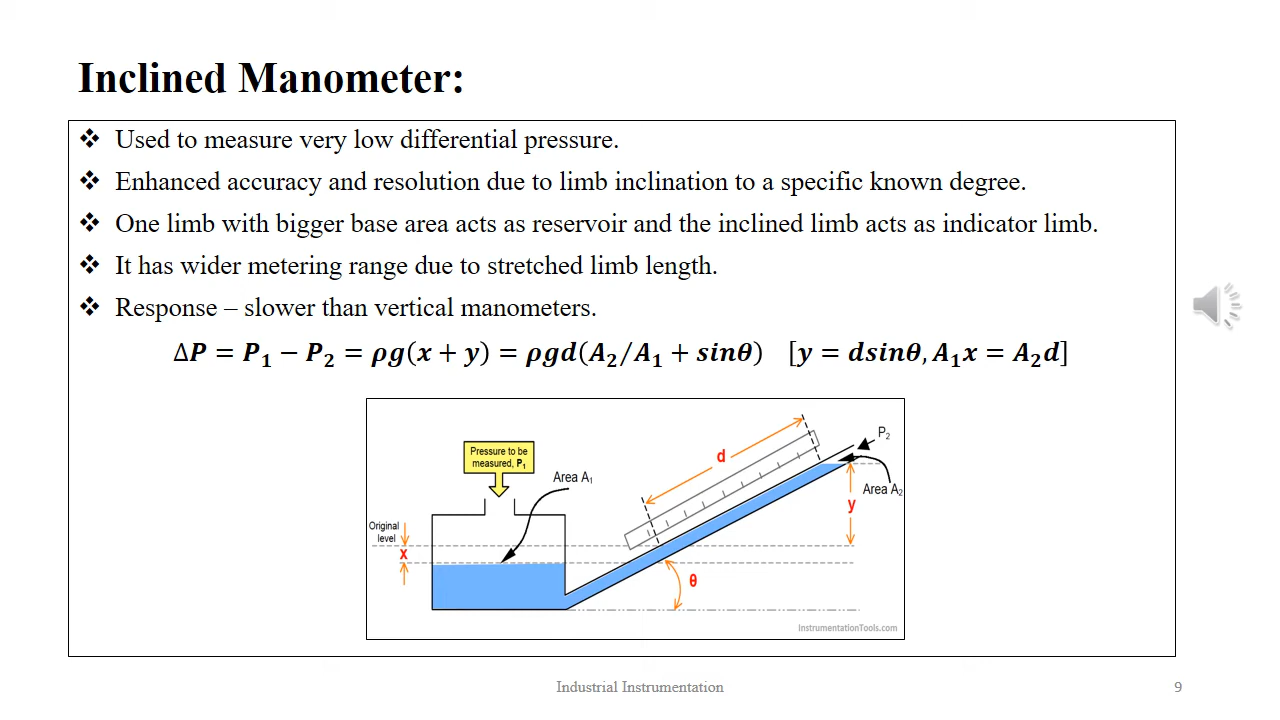 Inclined Manometer:
❖ Used to measure very low differential pressure.
❖ Enhanced accuracy and resolution due to limb inclination to a specific known degree.
❖ One limb with bigger base area acts as reservoir and the inclined limb acts as indicator limb.
❖ It has wider metering range due to stretched limb length.
❖ Response – slower than vertical manometers.
ΔP = P₁ − P₂ = ρg(x + y) = ρgd(A₂/A₁ + sinθ) [y = dsinθ, A₁x = A₂d]
Pressure to be
measured, P₁
Area A₁
d
P₂
Area A₂
y
Original
level
x
θ
InstrumentationTools.com
Industrial Instrumentation
9